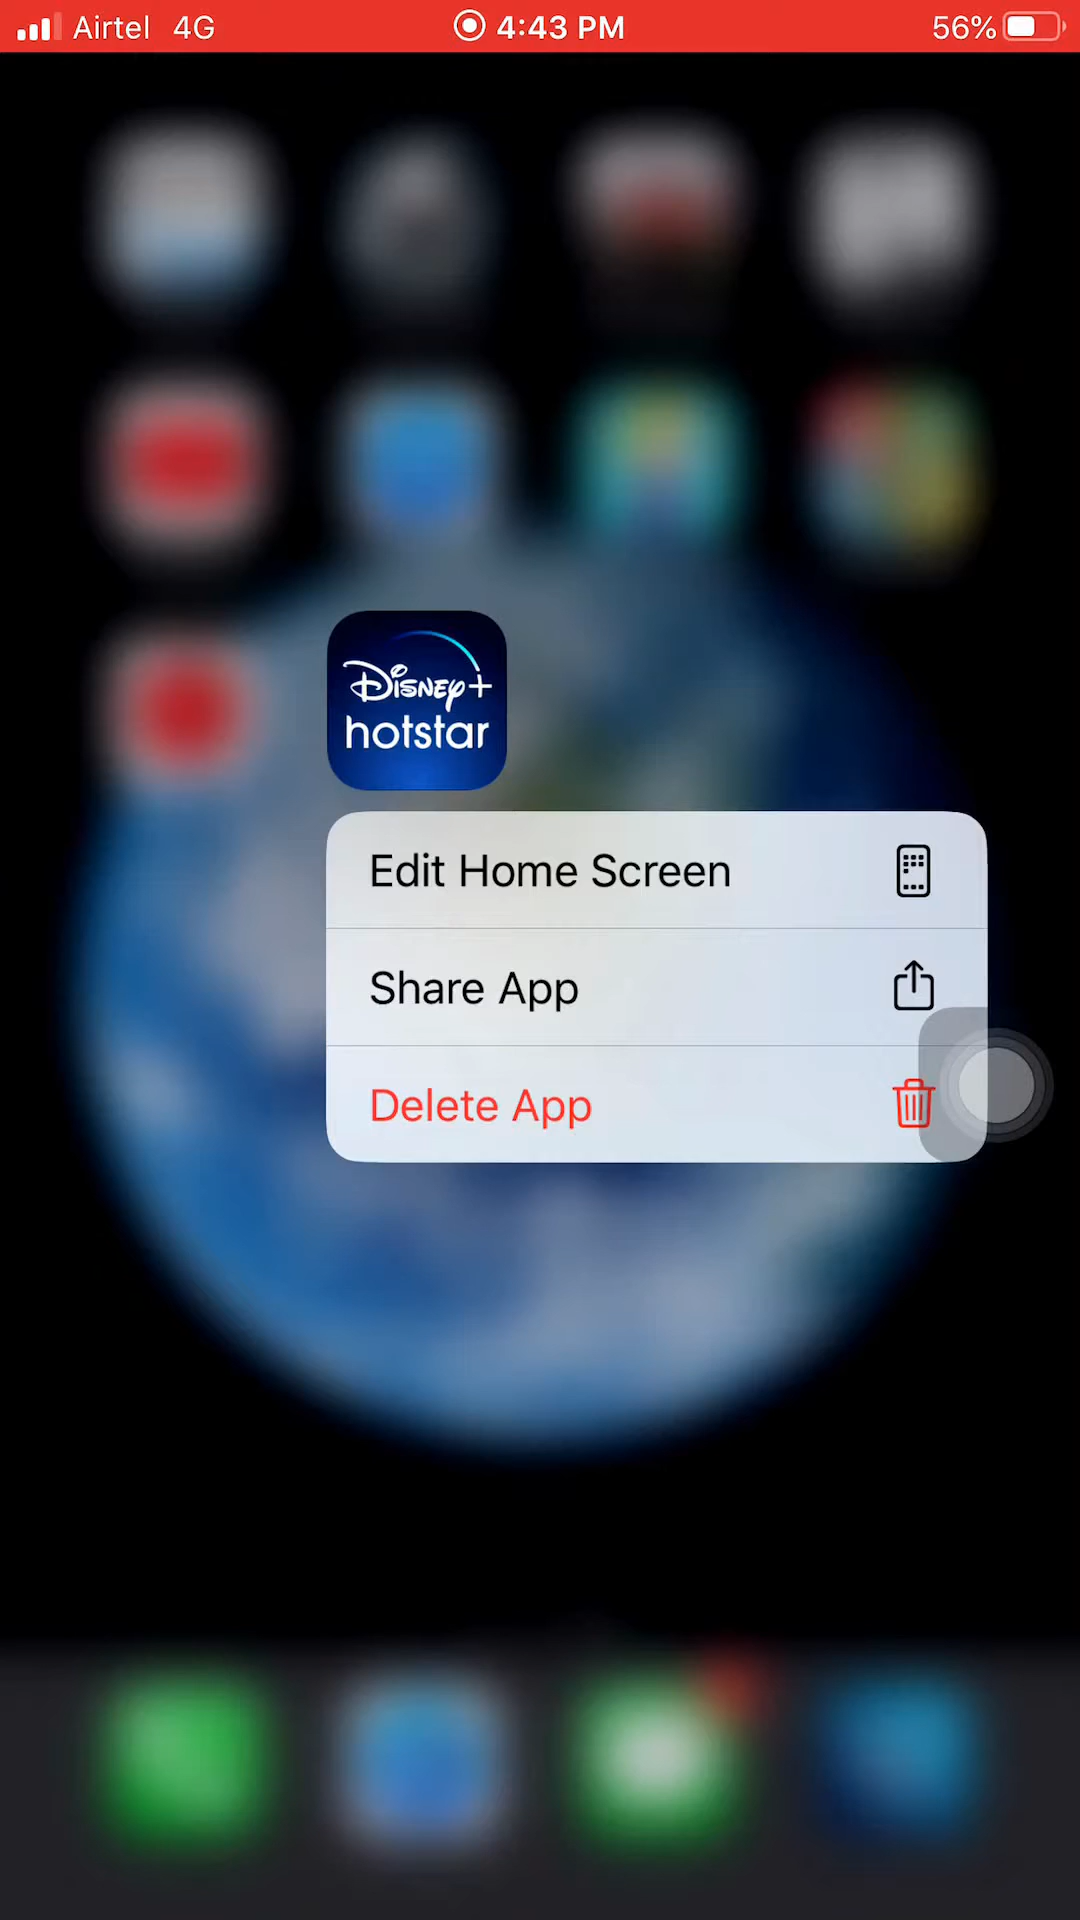 Airtel 4G 4:43 PM 56%
Disney+
hotstar
Edit Home Screen
Share App
Delete App